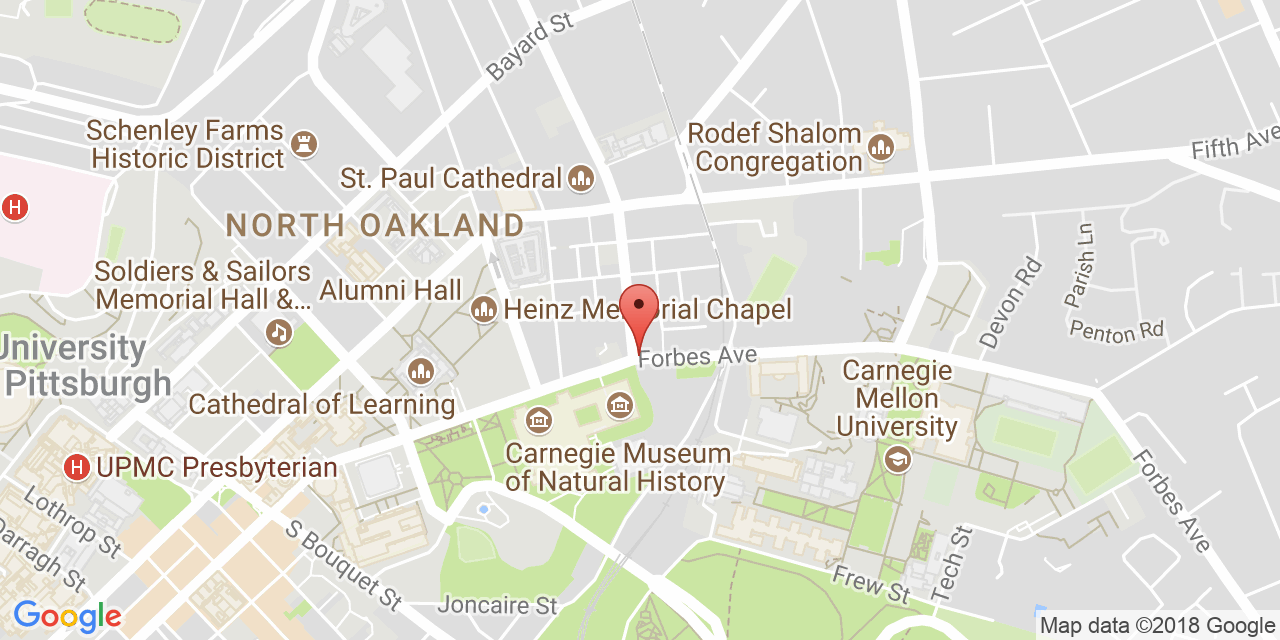 Bayard St
Schenley Farms
Historic District
Rodef Shalom
Congregation
Fifth Ave
St. Paul Cathedral
H
NORTH OAKLAND
Soldiers & Sailors
Memorial Hall &...
Alumni Hall
Heinz Memorial Chapel
Parish Ln
Devon Rd
Penton Rd
University
Pittsburgh
Forbes Ave
Cathedral of Learning
Carnegie
Mellon
University
Carnegie Museum
of Natural History
H
UPMC Presbyterian
Forbes Ave
Lothrop St
Darragh St
S Bouquet St
Joncaire St
Frew St
Tech St
Google
Map data ©2018 Google